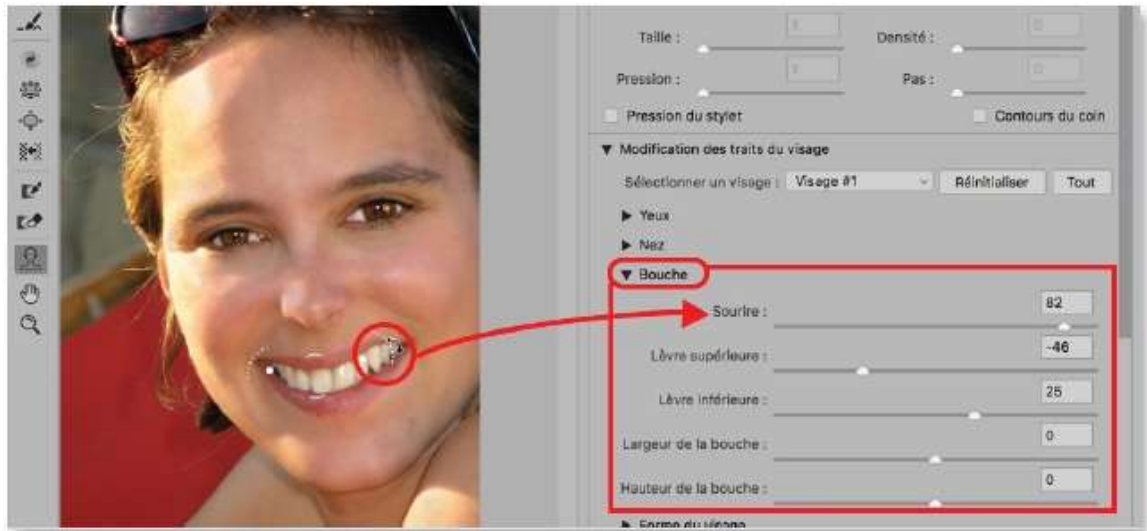 Taille :
Densité :
Pression :
Pas :
Pression du stylet
Contours du coin
Modification des traits du visage
Sélectionner un visage : Visage #1 Réinitialiser Tout
Yeux
Nez
Bouche
Sourire : 82
Lèvre supérieure : -46
Lèvre inférieure : 25
Largeur de la bouche : 0
Hauteur de la bouche : 0
Forme du visage